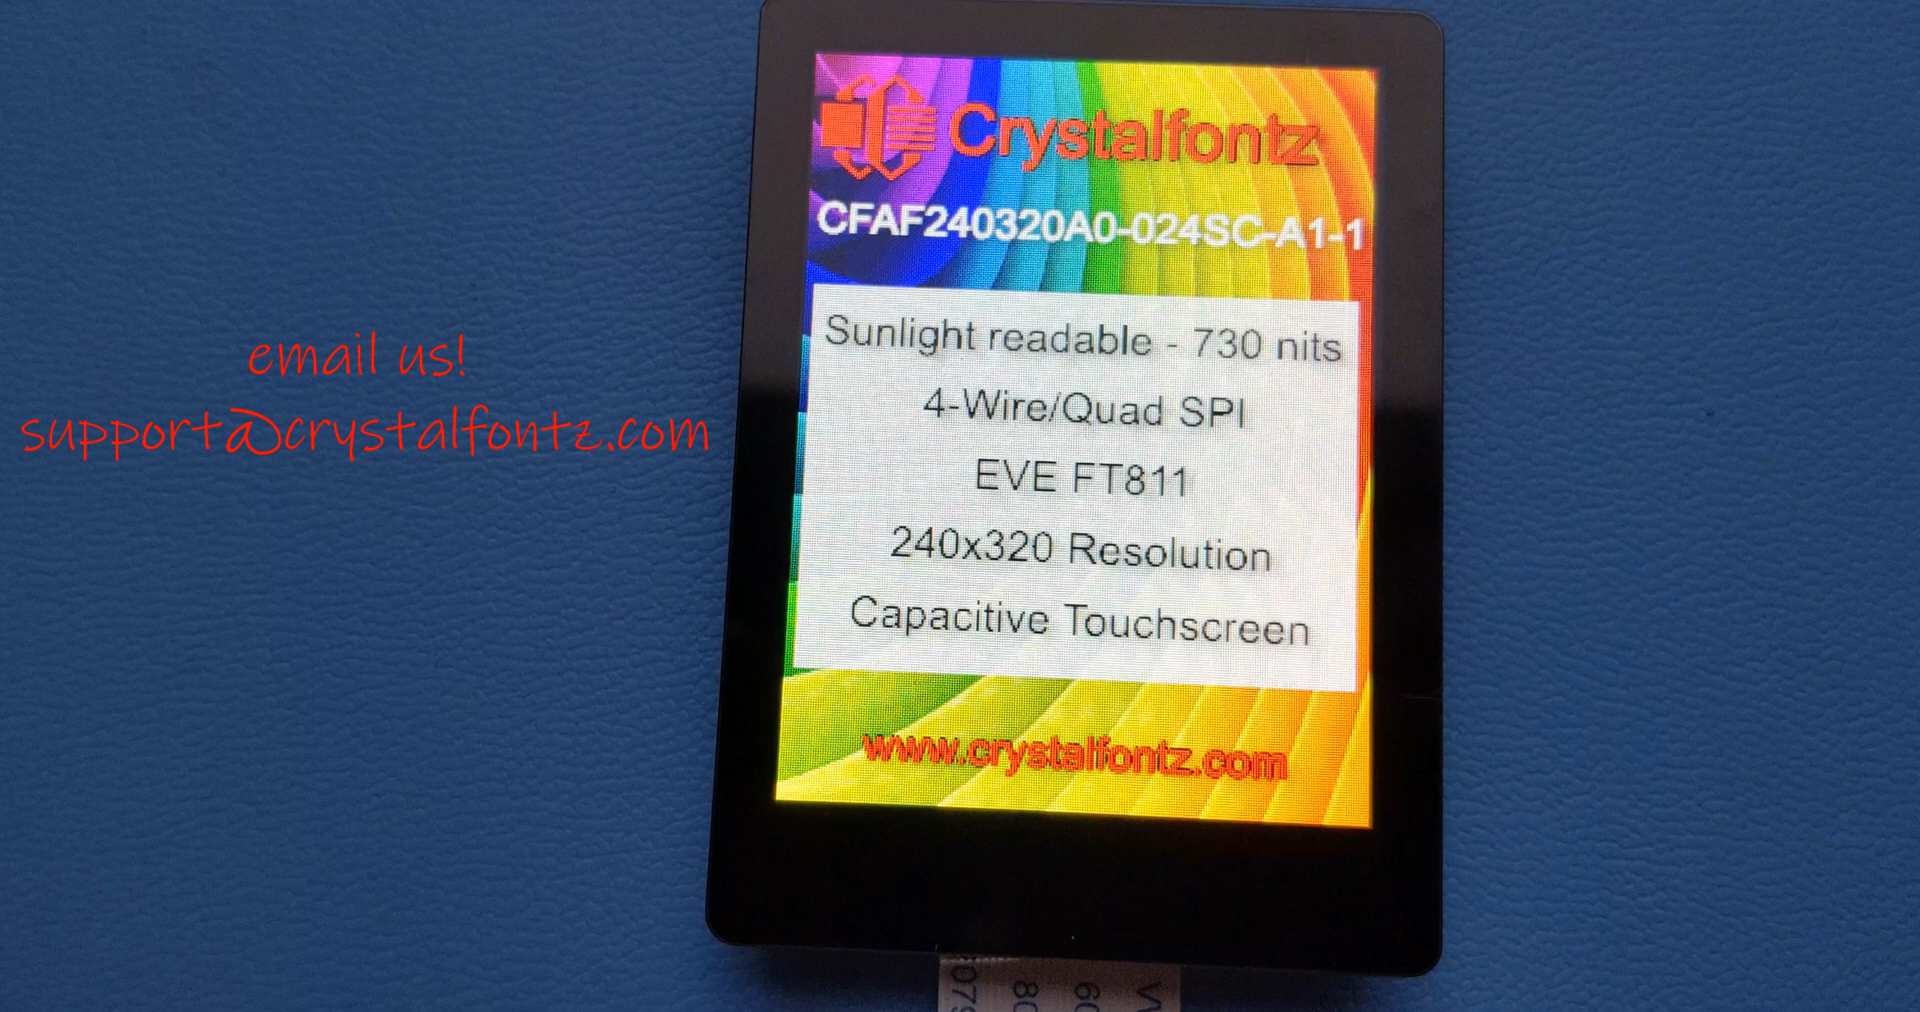 email us!
support@crystalfontz.com
Crystalfontz
CFAF240320A0-024SC-A1-1
Sunlight readable - 730 nits
4-Wire/Quad SPI
EVE FT811
240x320 Resolution
Capacitive Touchscreen
www.crystalfontz.com